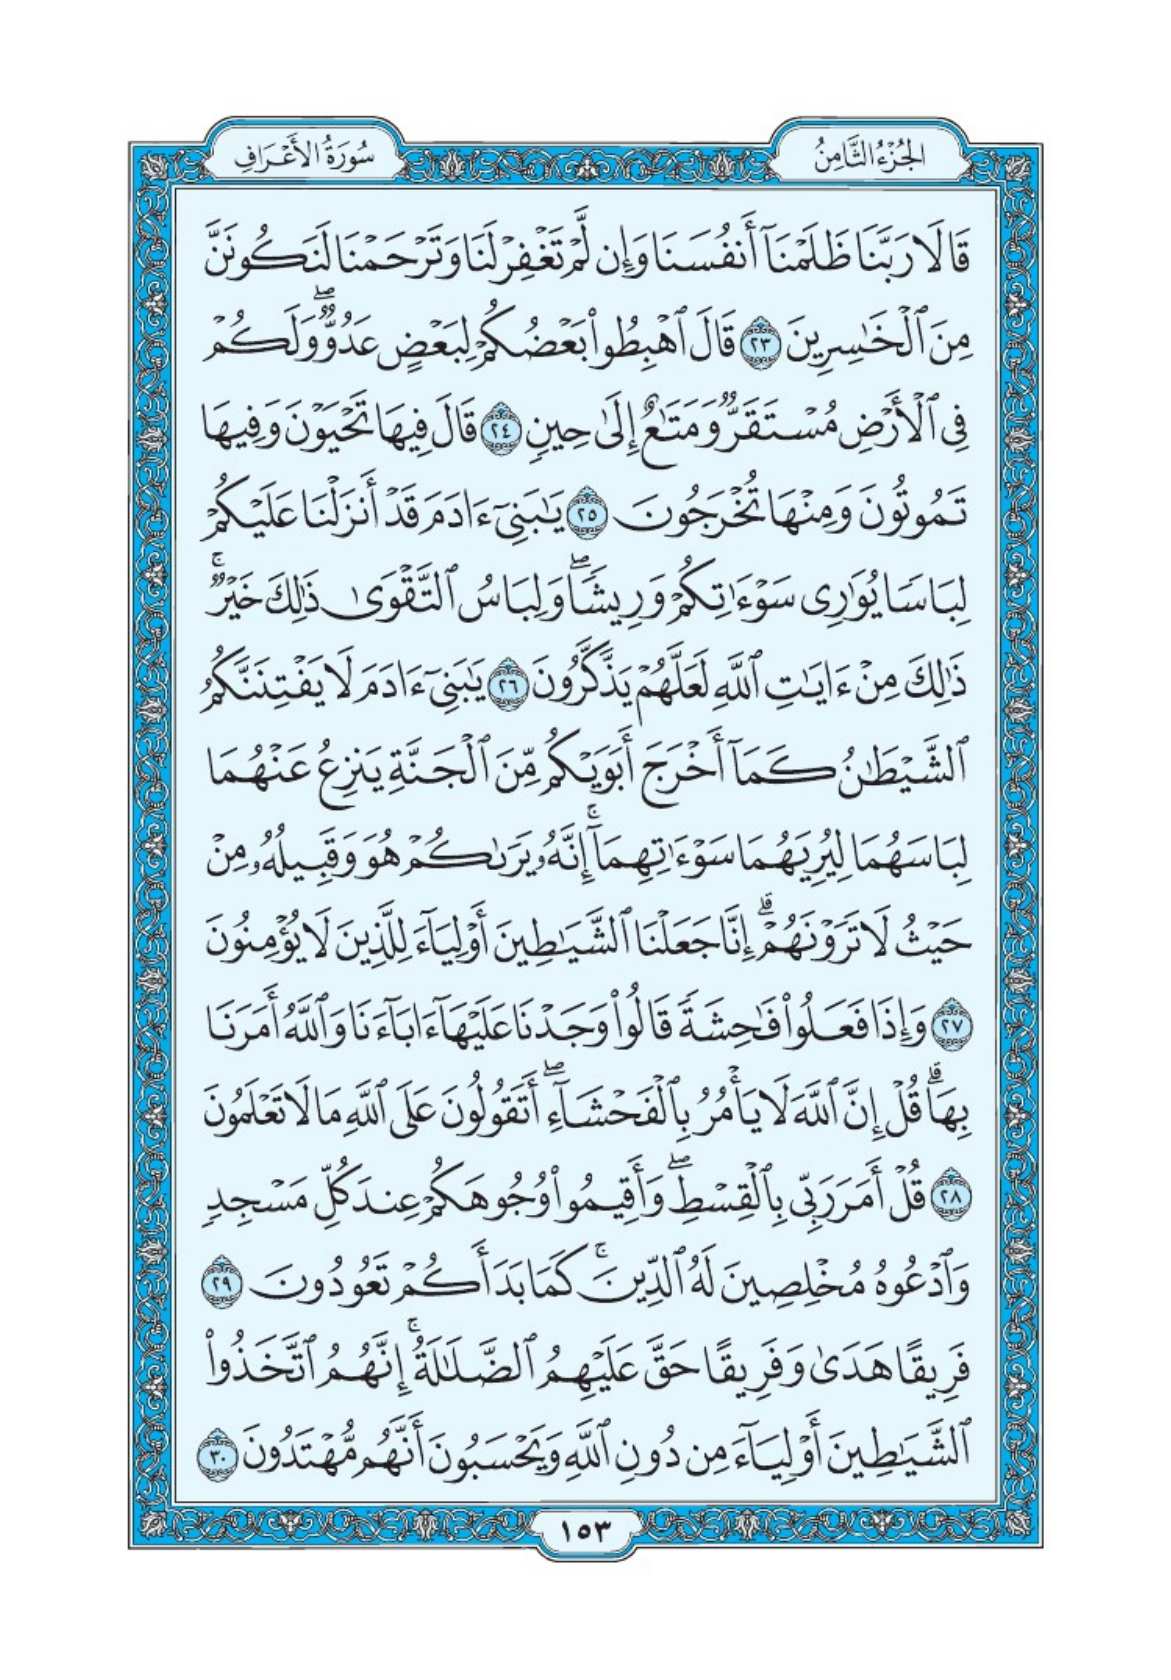 الجُزْءُ الثَّامِنُ
سُورَةُ الأَعْرَافِ
قَالَا رَبَّنَا ظَلَمْنَآ أَنفُسَنَا وَإِن لَّمْ تَغْفِرْ لَنَا وَتَرْحَمْنَا لَنَكُونَنَّ
مِنَ ٱلْخَٰسِرِينَ ٢٣ قَالَ ٱهْبِطُوا۟ بَعْضُكُمْ لِبَعْضٍ عَدُوٌّ ۖ وَلَكُمْ
فِى ٱلْأَرْضِ مُسْتَقَرٌّ وَمَتَٰعٌ إِلَىٰ حِينٍ ٢٤ قَالَ فِيهَا تَحْيَوْنَ وَفِيهَا
تَمُوتُونَ وَمِنْهَا تُخْرَجُونَ ٢٥ يَٰبَنِىٓ ءَادَمَ قَدْ أَنزَلْنَا عَلَيْكُمْ
لِبَاسًا يُوَٰرِى سَوْءَٰتِكُمْ وَرِيشًا ۖ وَلِبَاسُ ٱلتَّقْوَىٰ ذَٰلِكَ خَيْرٌ ۚ
ذَٰلِكَ مِنْ ءَايَٰتِ ٱللَّهِ لَعَلَّهُمْ يَذَّكَّرُونَ ٢٦ يَٰبَنِىٓ ءَادَمَ لَا يَفْتِنَنَّكُمُ
ٱلشَّيْطَٰنُ كَمَآ أَخْرَجَ أَبَوَيْكُم مِّنَ ٱلْجَنَّةِ يَنزِعُ عَنْهُمَا
لِبَاسَهُمَا لِيُرِيَهُمَا سَوْءَٰتِهِمَآ ۚ إِنَّهُۥ يَرَىٰكُمْ هُوَ وَقَبِيلُهُۥ مِنْ
حَيْثُ لَا تَرَوْنَهُمْ ۗ إِنَّا جَعَلْنَا ٱلشَّيَٰطِينَ أَوْلِيَآءَ لِلَّذِينَ لَا يُؤْمِنُونَ
٢٧ وَإِذَا فَعَلُوا۟ فَٰحِشَةً قَالُوا۟ وَجَدْنَا عَلَيْهَآ ءَابَآءَنَا وَٱللَّهُ أَمَرَنَا
بِهَا ۗ قُلْ إِنَّ ٱللَّهَ لَا يَأْمُرُ بِٱلْفَحْشَآءِ ۖ أَتَقُولُونَ عَلَى ٱللَّهِ مَا لَا تَعْلَمُونَ
٢٨ قُلْ أَمَرَ رَبِّى بِٱلْقِسْطِ ۖ وَأَقِيمُوا۟ وُجُوهَكُمْ عِندَ كُلِّ مَسْجِدٍ
وَٱدْعُوهُ مُخْلِصِينَ لَهُ ٱلدِّينَ ۚ كَمَا بَدَأَكُمْ تَعُودُونَ ٢٩
فَرِيقًا هَدَىٰ وَفَرِيقًا حَقَّ عَلَيْهِمُ ٱلضَّلَٰلَةُ ۗ إِنَّهُمُ ٱتَّخَذُوا۟
ٱلشَّيَٰطِينَ أَوْلِيَآءَ مِن دُونِ ٱللَّهِ وَيَحْسَبُونَ أَنَّهُم مُّهْتَدُونَ ٣٠
١٥٣